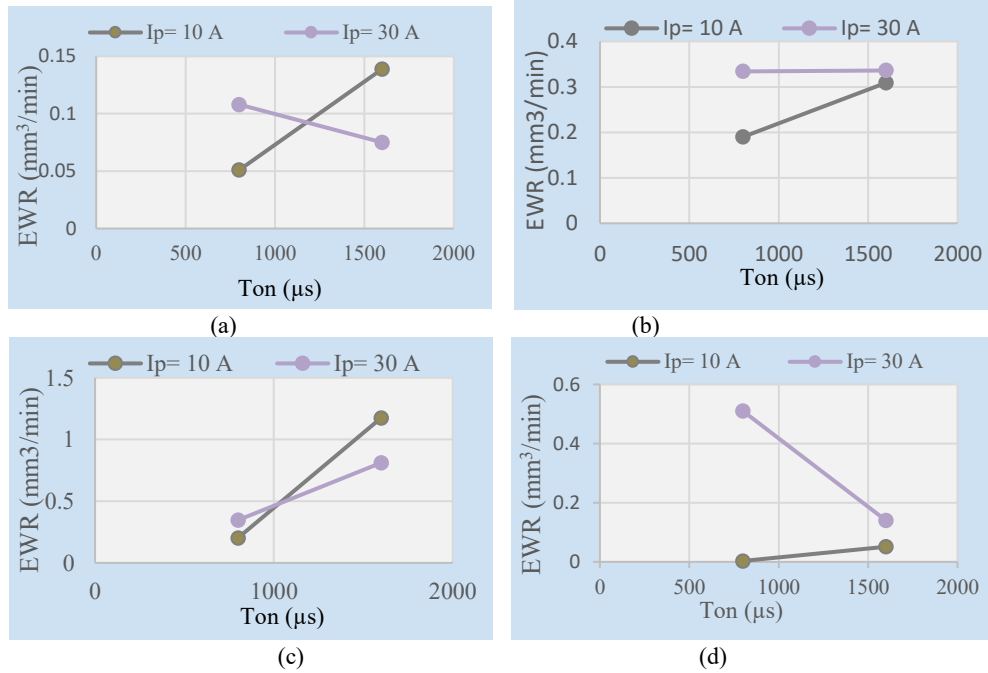 Ip= 10 A Ip= 30 A
0.15
0.1
0.05
0
EWR (mm³/min)
0 500 1000 1500 2000
Ton (µs)
(a)
Ip= 10 A Ip= 30 A
0.4
0.3
0.2
0.1
0
EWR (mm3/min)
0 500 1000 1500 2000
Ton (µs)
(b)
Ip= 10 A Ip= 30 A
1.5
1
0.5
0
EWR (mm3/min)
0 1000 2000
Ton (µs)
(c)
Ip= 10 A Ip= 30 A
0.6
0.4
0.2
0
EWR (mm³/min)
0 500 1000 1500 2000
Ton (µs)
(d)